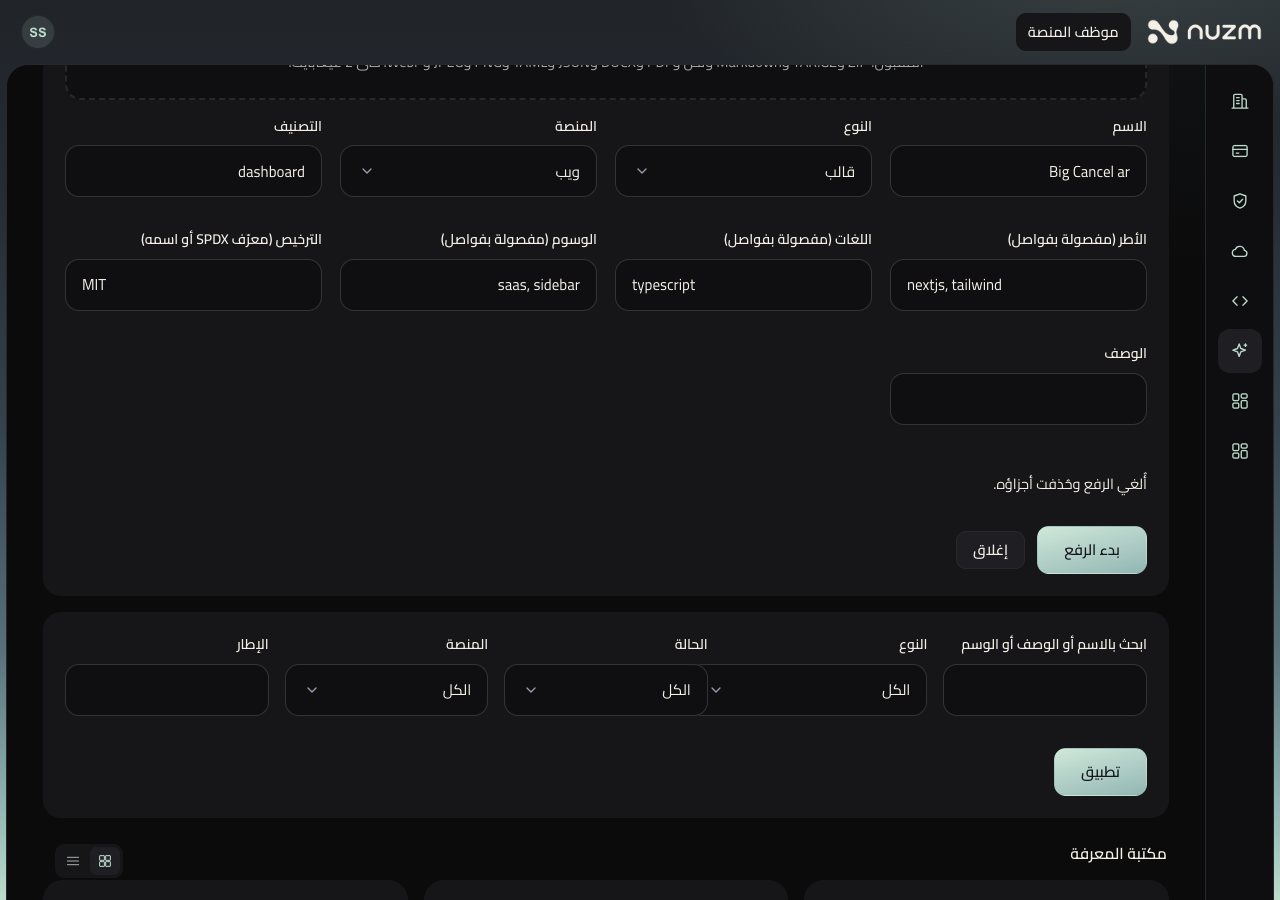 nuzm
موظف المنصة
SS
الاسم
النوع
المنصة
التصنيف
Big Cancel ar
قالب
ويب
dashboard
الأطر (مفصولة بفواصل)
اللغات (مفصولة بفواصل)
الوسوم (مفصولة بفواصل)
الترخيص (معرّف SPDX أو اسمه)
nextjs, tailwind
typescript
saas, sidebar
MIT
الوصف
أُلغي الرفع وحُذفت أجزاؤه.
بدء الرفع
إغلاق
ابحث بالاسم أو الوصف أو الوسم
النوع
الحالة
المنصة
الإطار
الكل
الكل
الكل
تطبيق
مكتبة المعرفة